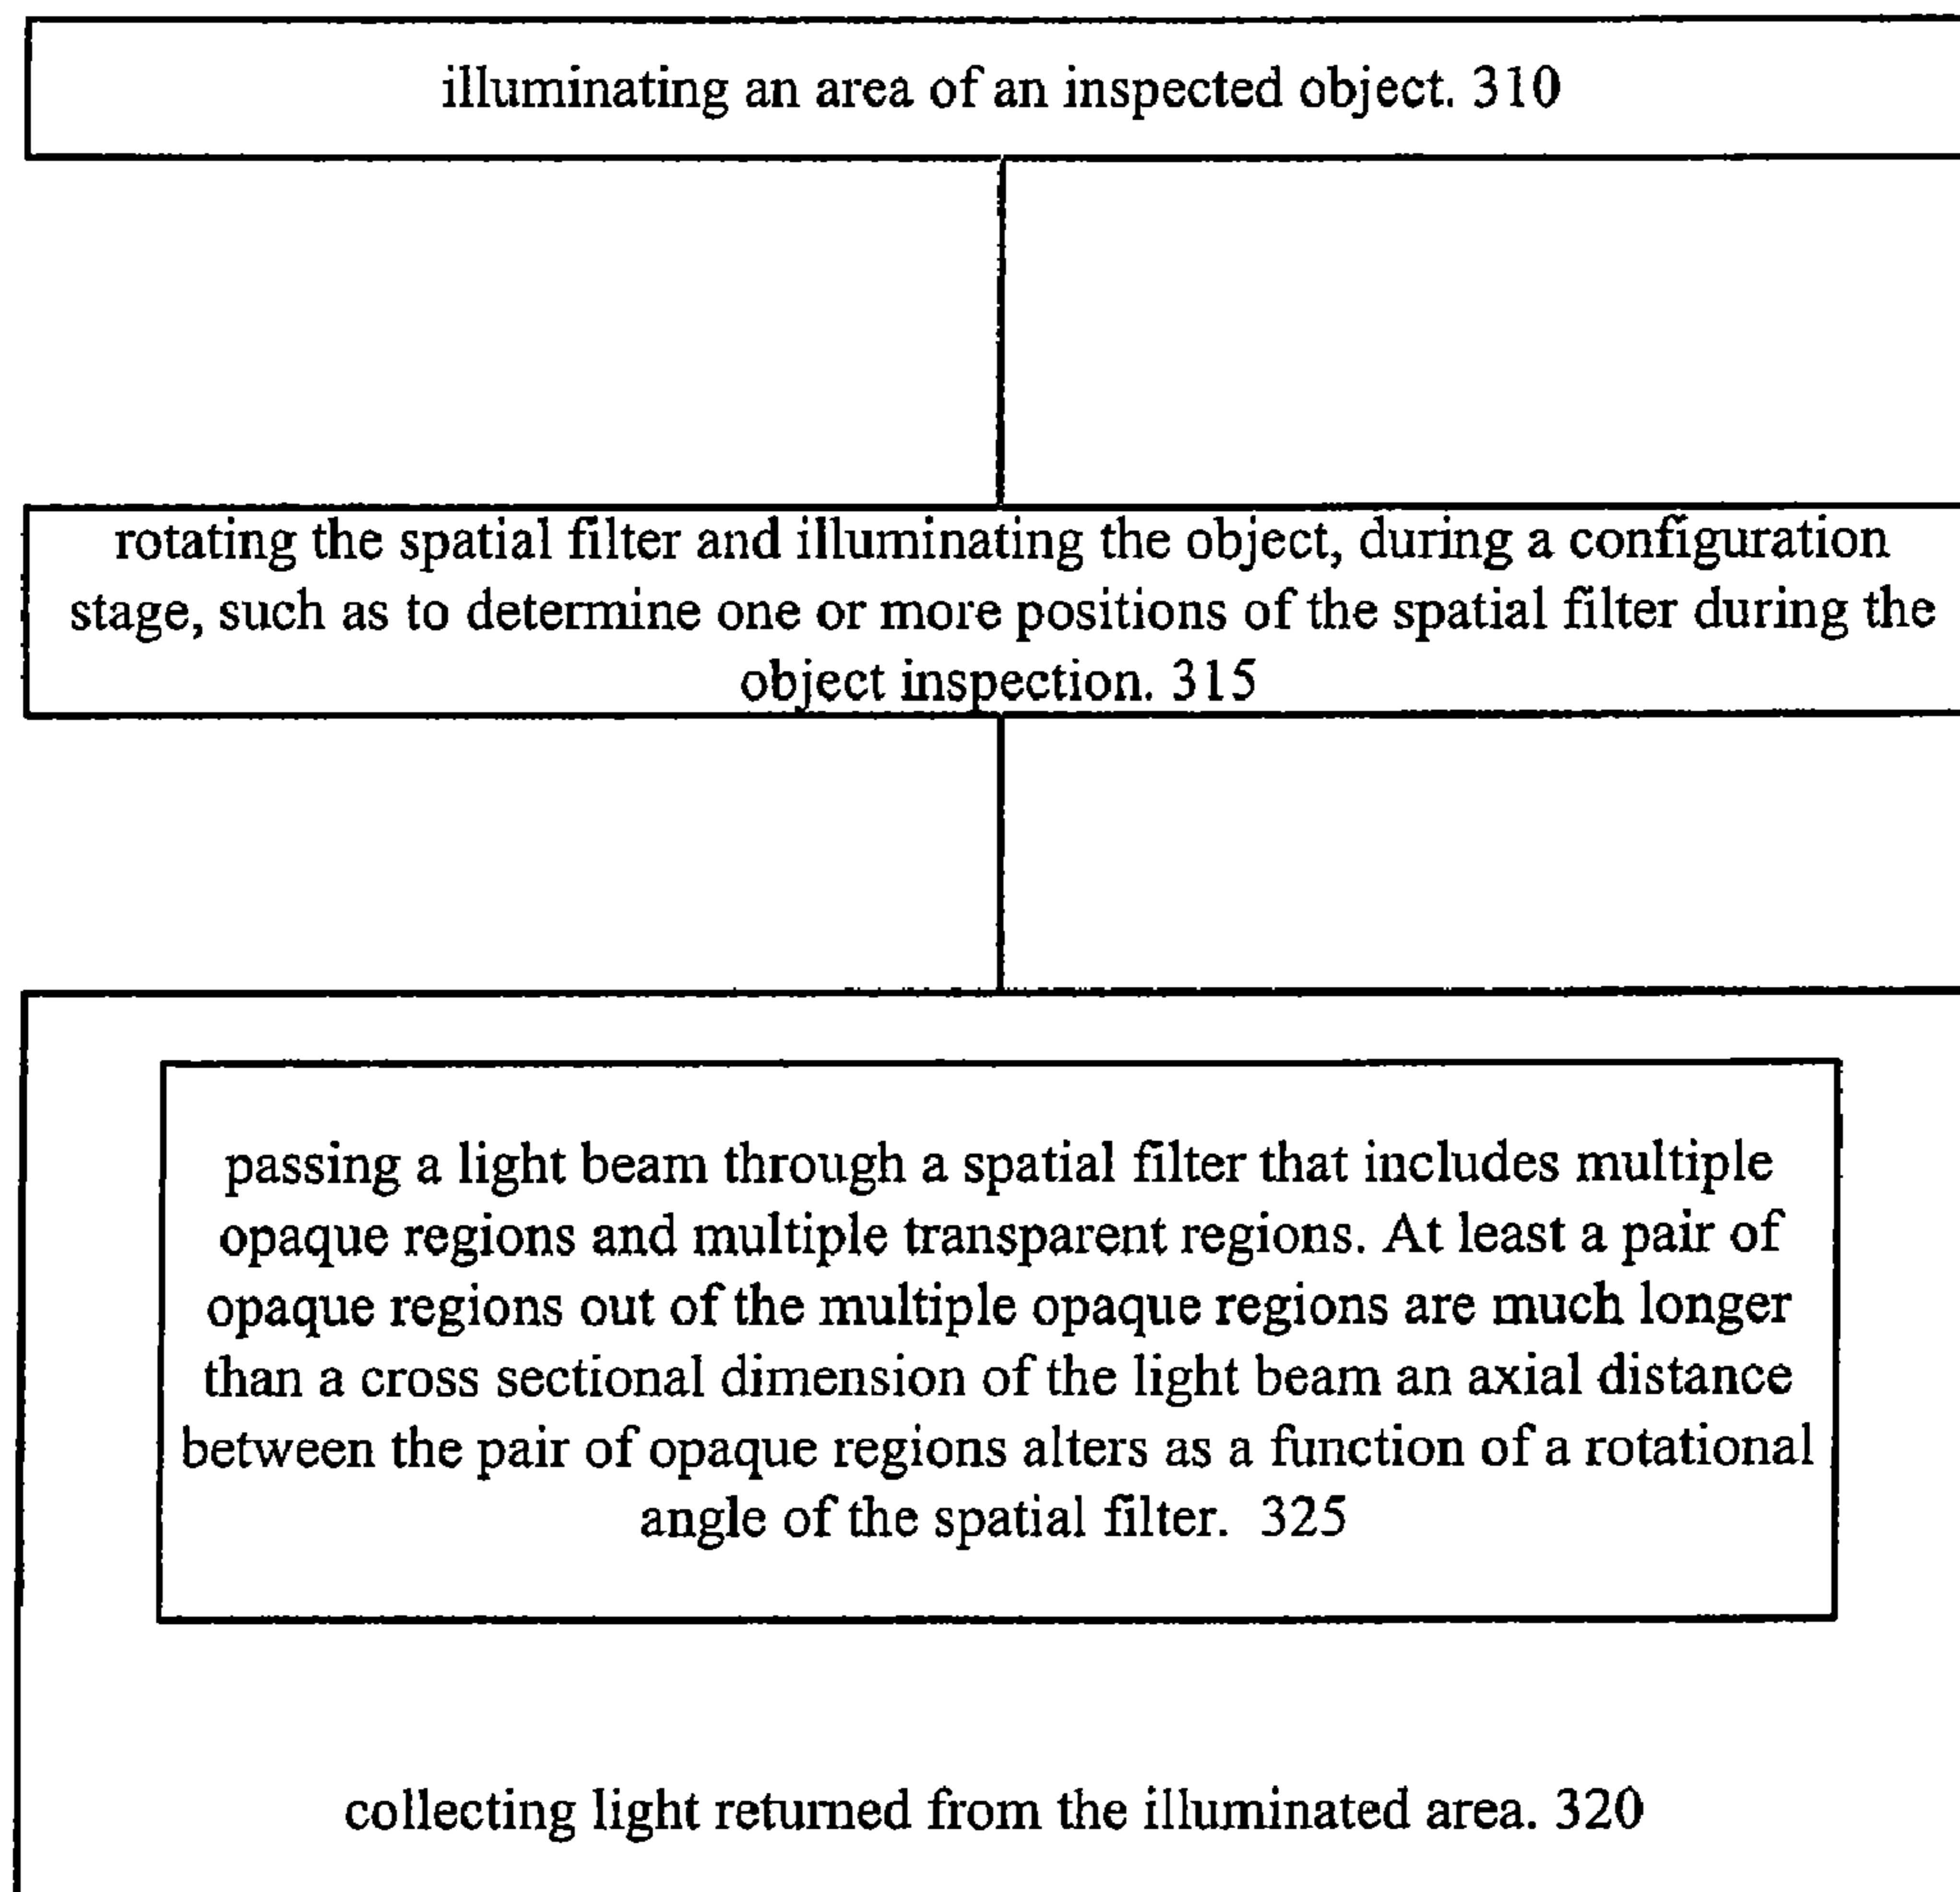 illuminating an area of an inspected object. 310
rotating the spatial filter and illuminating the object, during a configuration
stage, such as to determine one or more positions of the spatial filter during the
object inspection. 315
passing a light beam through a spatial filter that includes multiple
opaque regions and multiple transparent regions. At least a pair of
opaque regions out of the multiple opaque regions are much longer
than a cross sectional dimension of the light beam an axial distance
between the pair of opaque regions alters as a function of a rotational
angle of the spatial filter. 325
collecting light returned from the illuminated area. 320